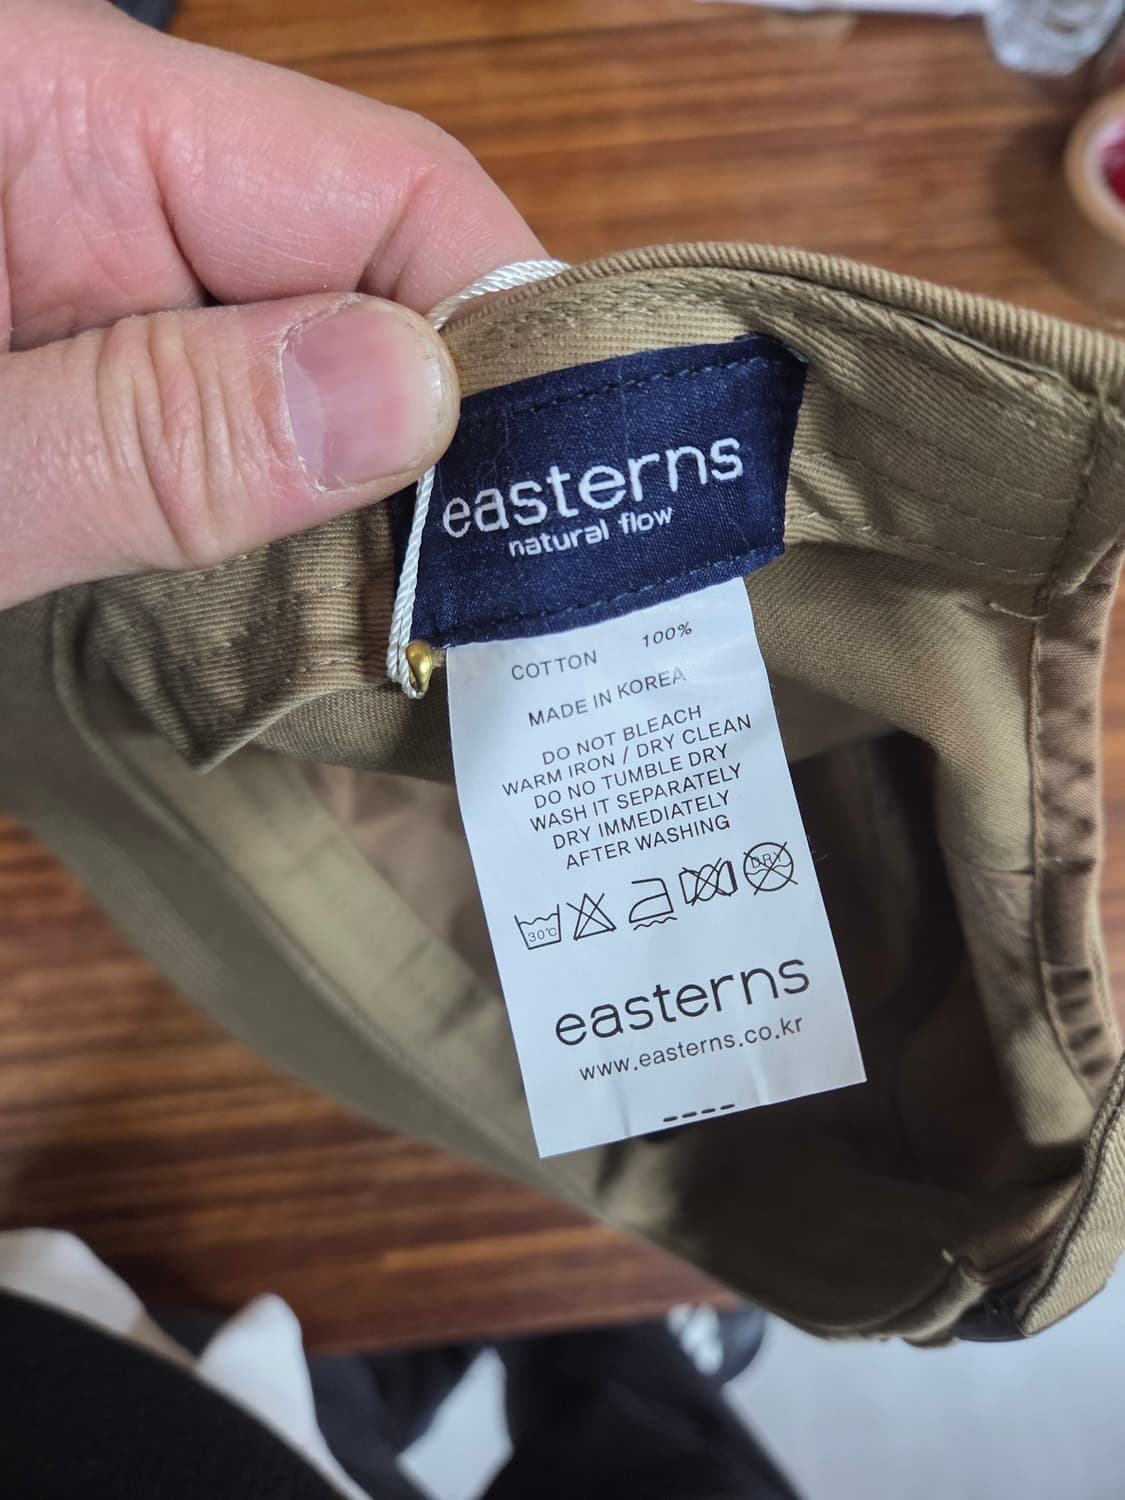 easterns
natural flow
COTTON 100%
MADE IN KOREA
DO NOT BLEACH
WARM IRON / DRY CLEAN
DO NO TUMBLE DRY
WASH IT SEPARATELY
DRY IMMEDIATELY
AFTER WASHING
30℃ DRY
easterns
www.easterns.co.kr